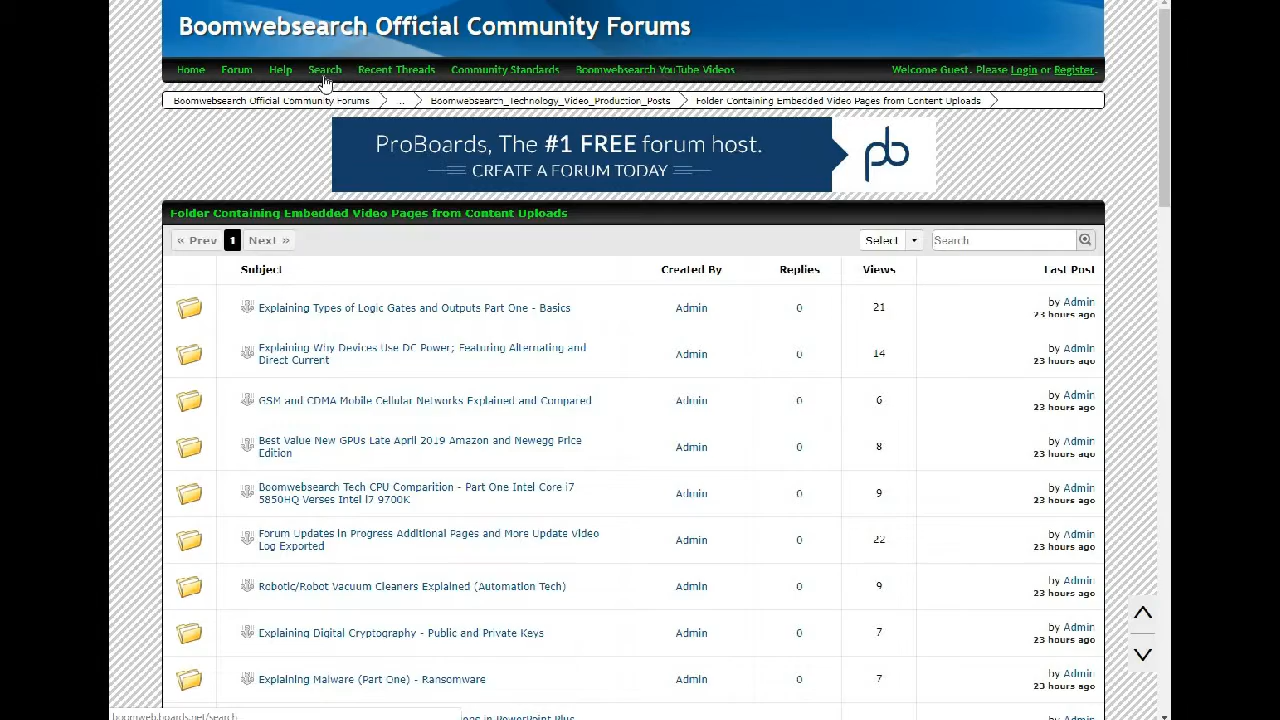 Boomwebsearch Official Community Forums
Home Forum Help Search Recent Threads Community Standards Boomwebsearch YouTube Videos Welcome Guest. Please Login or Register.
Boomwebsearch Official Community Forums ... Boomwebsearch_Technology_Video_Production_Posts Folder Containing Embedded Video Pages from Content Uploads
ProBoards, The #1 FREE forum host.
CREATE A FORUM TODAY
pb
Folder Containing Embedded Video Pages from Content Uploads
« Prev 1 Next » Select Search
Subject Created By Replies Views Last Post
Explaining Types of Logic Gates and Outputs Part One - Basics Admin 0 21 by Admin
23 hours ago
Explaining Why Devices Use DC Power; Featuring Alternating and Admin 0 14 by Admin
Direct Current 23 hours ago
GSM and CDMA Mobile Cellular Networks Explained and Compared Admin 0 6 by Admin
23 hours ago
Best Value New GPUs Late April 2019 Amazon and Newegg Price Admin 0 8 by Admin
Edition 23 hours ago
Boomwebsearch Tech CPU Comparition - Part One Intel Core i7 Admin 0 9 by Admin
5850HQ Verses Intel i7 9700K 23 hours ago
Forum Updates in Progress Additional Pages and More Update Video Admin 0 22 by Admin
Log Exported 23 hours ago
Robotic/Robot Vacuum Cleaners Explained (Automation Tech) Admin 0 9 by Admin
23 hours ago
Explaining Digital Cryptography - Public and Private Keys Admin 0 7 by Admin
23 hours ago
Explaining Malware (Part One) - Ransomware Admin 0 7 by Admin
23 hours ago
boomweb.boards.net/search in PowerPoint Plus